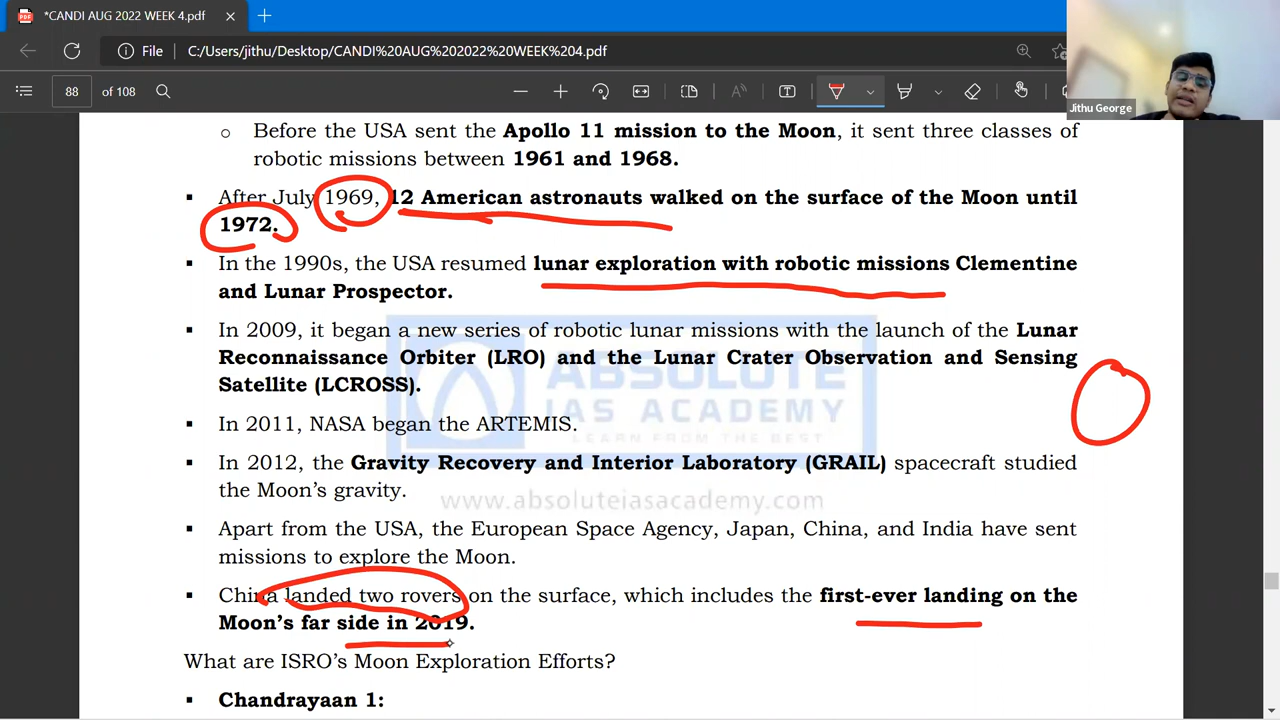 *CANDI AUG 2022 WEEK 4.pdf
File
C:/Users/jithu/Desktop/CANDI%20AUG%202022%20WEEK%204.pdf
88 of 108
Jithu George
o Before the USA sent the Apollo 11 mission to the Moon, it sent three classes of
robotic missions between 1961 and 1968.
▪ After July 1969, 12 American astronauts walked on the surface of the Moon until
1972.
▪ In the 1990s, the USA resumed lunar exploration with robotic missions Clementine
and Lunar Prospector.
▪ In 2009, it began a new series of robotic lunar missions with the launch of the Lunar
Reconnaissance Orbiter (LRO) and the Lunar Crater Observation and Sensing
Satellite (LCROSS).
▪ In 2011, NASA began the ARTEMIS.
▪ In 2012, the Gravity Recovery and Interior Laboratory (GRAIL) spacecraft studied
the Moon's gravity.
▪ Apart from the USA, the European Space Agency, Japan, China, and India have sent
missions to explore the Moon.
▪ China landed two rovers on the surface, which includes the first-ever landing on the
Moon's far side in 2019.
What are ISRO's Moon Exploration Efforts?
▪ Chandrayaan 1:
ABSOLUTE
IAS ACADEMY
LEARN FROM THE BEST
www.absoluteiasacademy.com